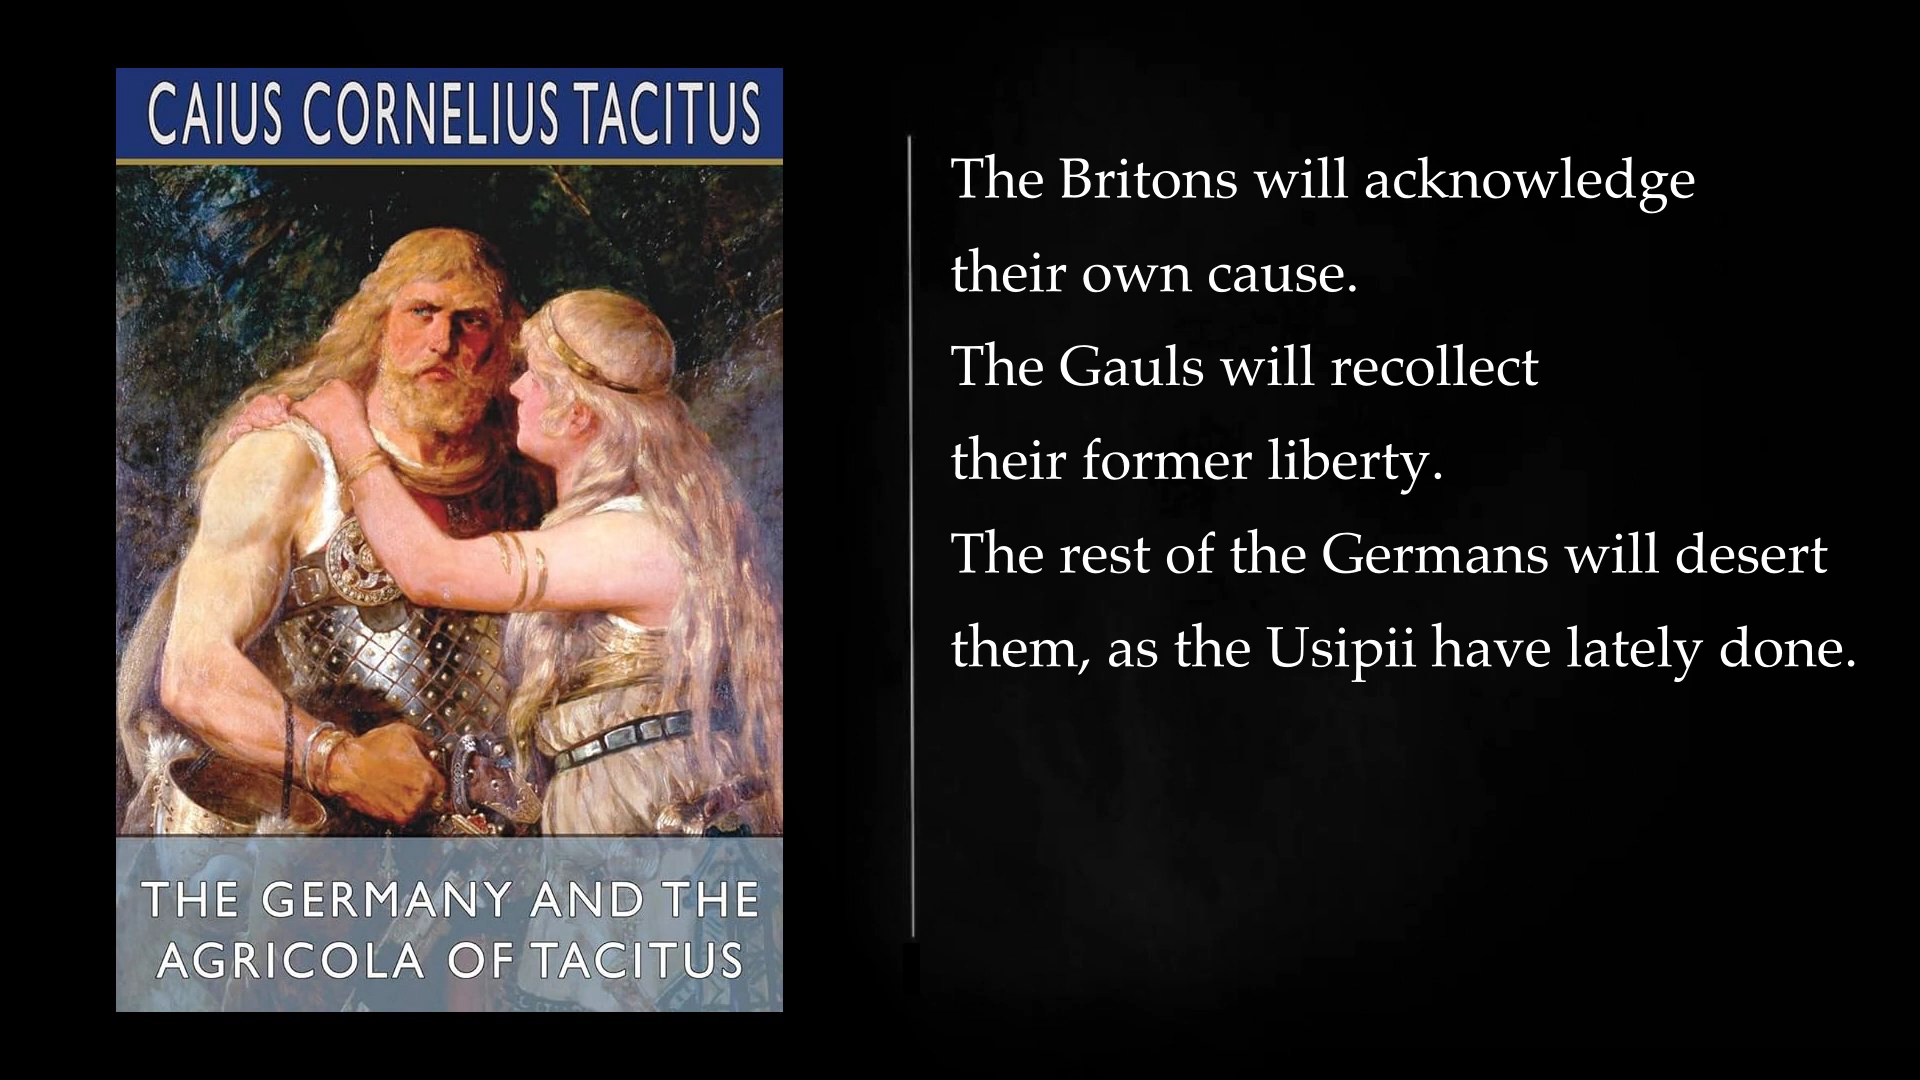 CAIUS CORNELIUS TACITUS
THE GERMANY AND THE
AGRICOLA OF TACITUS
The Britons will acknowledge
their own cause.
The Gauls will recollect
their former liberty.
The rest of the Germans will desert
them, as the Usipii have lately done.